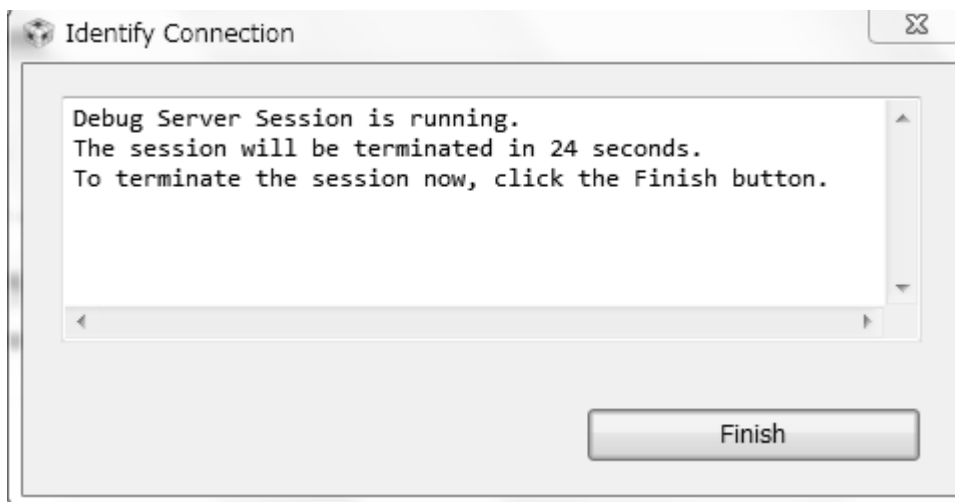 Identify Connection
Debug Server Session is running.
The session will be terminated in 24 seconds.
To terminate the session now, click the Finish button.
Finish